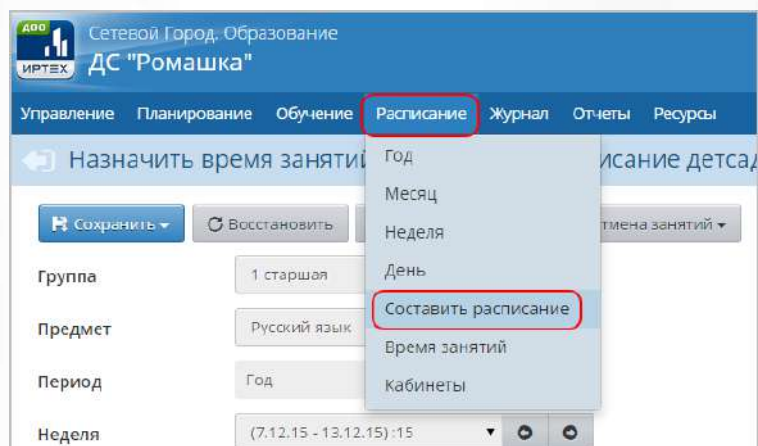 ДОО
ИРТЕХ
Сетевой Город. Образование
ДС "Ромашка"
Управление Планирование Обучение Расписание Журнал Отчеты Ресурсы
Назначить время заняти исание детса
Сохранить Восстановить тмена занятий
Год
Месяц
Неделя
День
Составить расписание
Время занятий
Кабинеты
Группа 1 старшая
Предмет Русский язык
Период Год
Неделя (7.12.15 - 13.12.15) :15